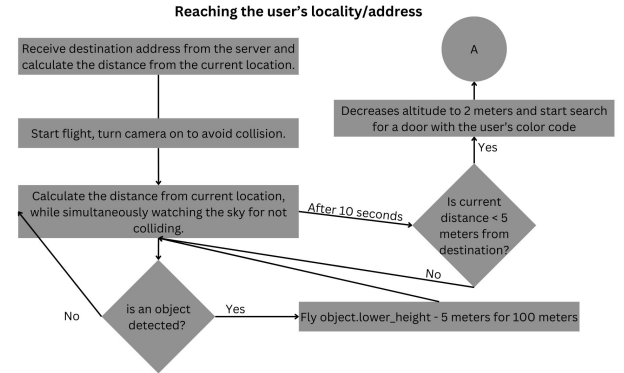 Reaching the user's locality/address
Receive destination address from the server and
calculate the distance from the current location.
A
Decreases altitude to 2 meters and start search
for a door with the user's color code
Start flight, turn camera on to avoid collision.
Yes
Calculate the distance from current location,
while simultaneously watching the sky for not
colliding.
After 10 seconds
Is current
distance < 5
meters from
destination?
No
is an object
detected?
No
Yes
Fly object.lower_height - 5 meters for 100 meters